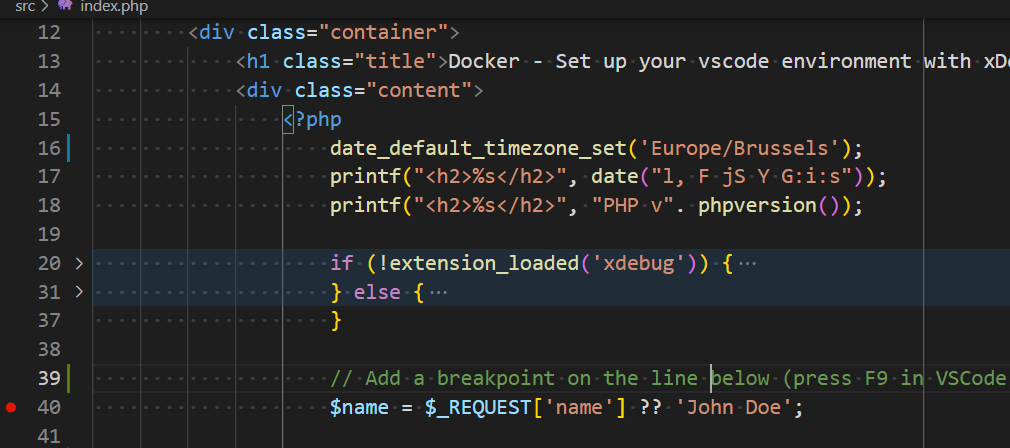 src > index.php
12 <div class="container">
13 <h1 class="title">Docker - Set up your vscode environment with xD
14 <div class="content">
15 <?php
16 date_default_timezone_set('Europe/Brussels');
17 printf("<h2>%s</h2>", date("l, F jS Y G:i:s"));
18 printf("<h2>%s</h2>", "PHP v". phpversion());
19
20 > if (!extension_loaded('xdebug')) { ⋯
31 > } else { ⋯
37 }
38
39 // Add a breakpoint on the line below (press F9 in VSCode
40 $name = $_REQUEST['name'] ?? 'John Doe';
41